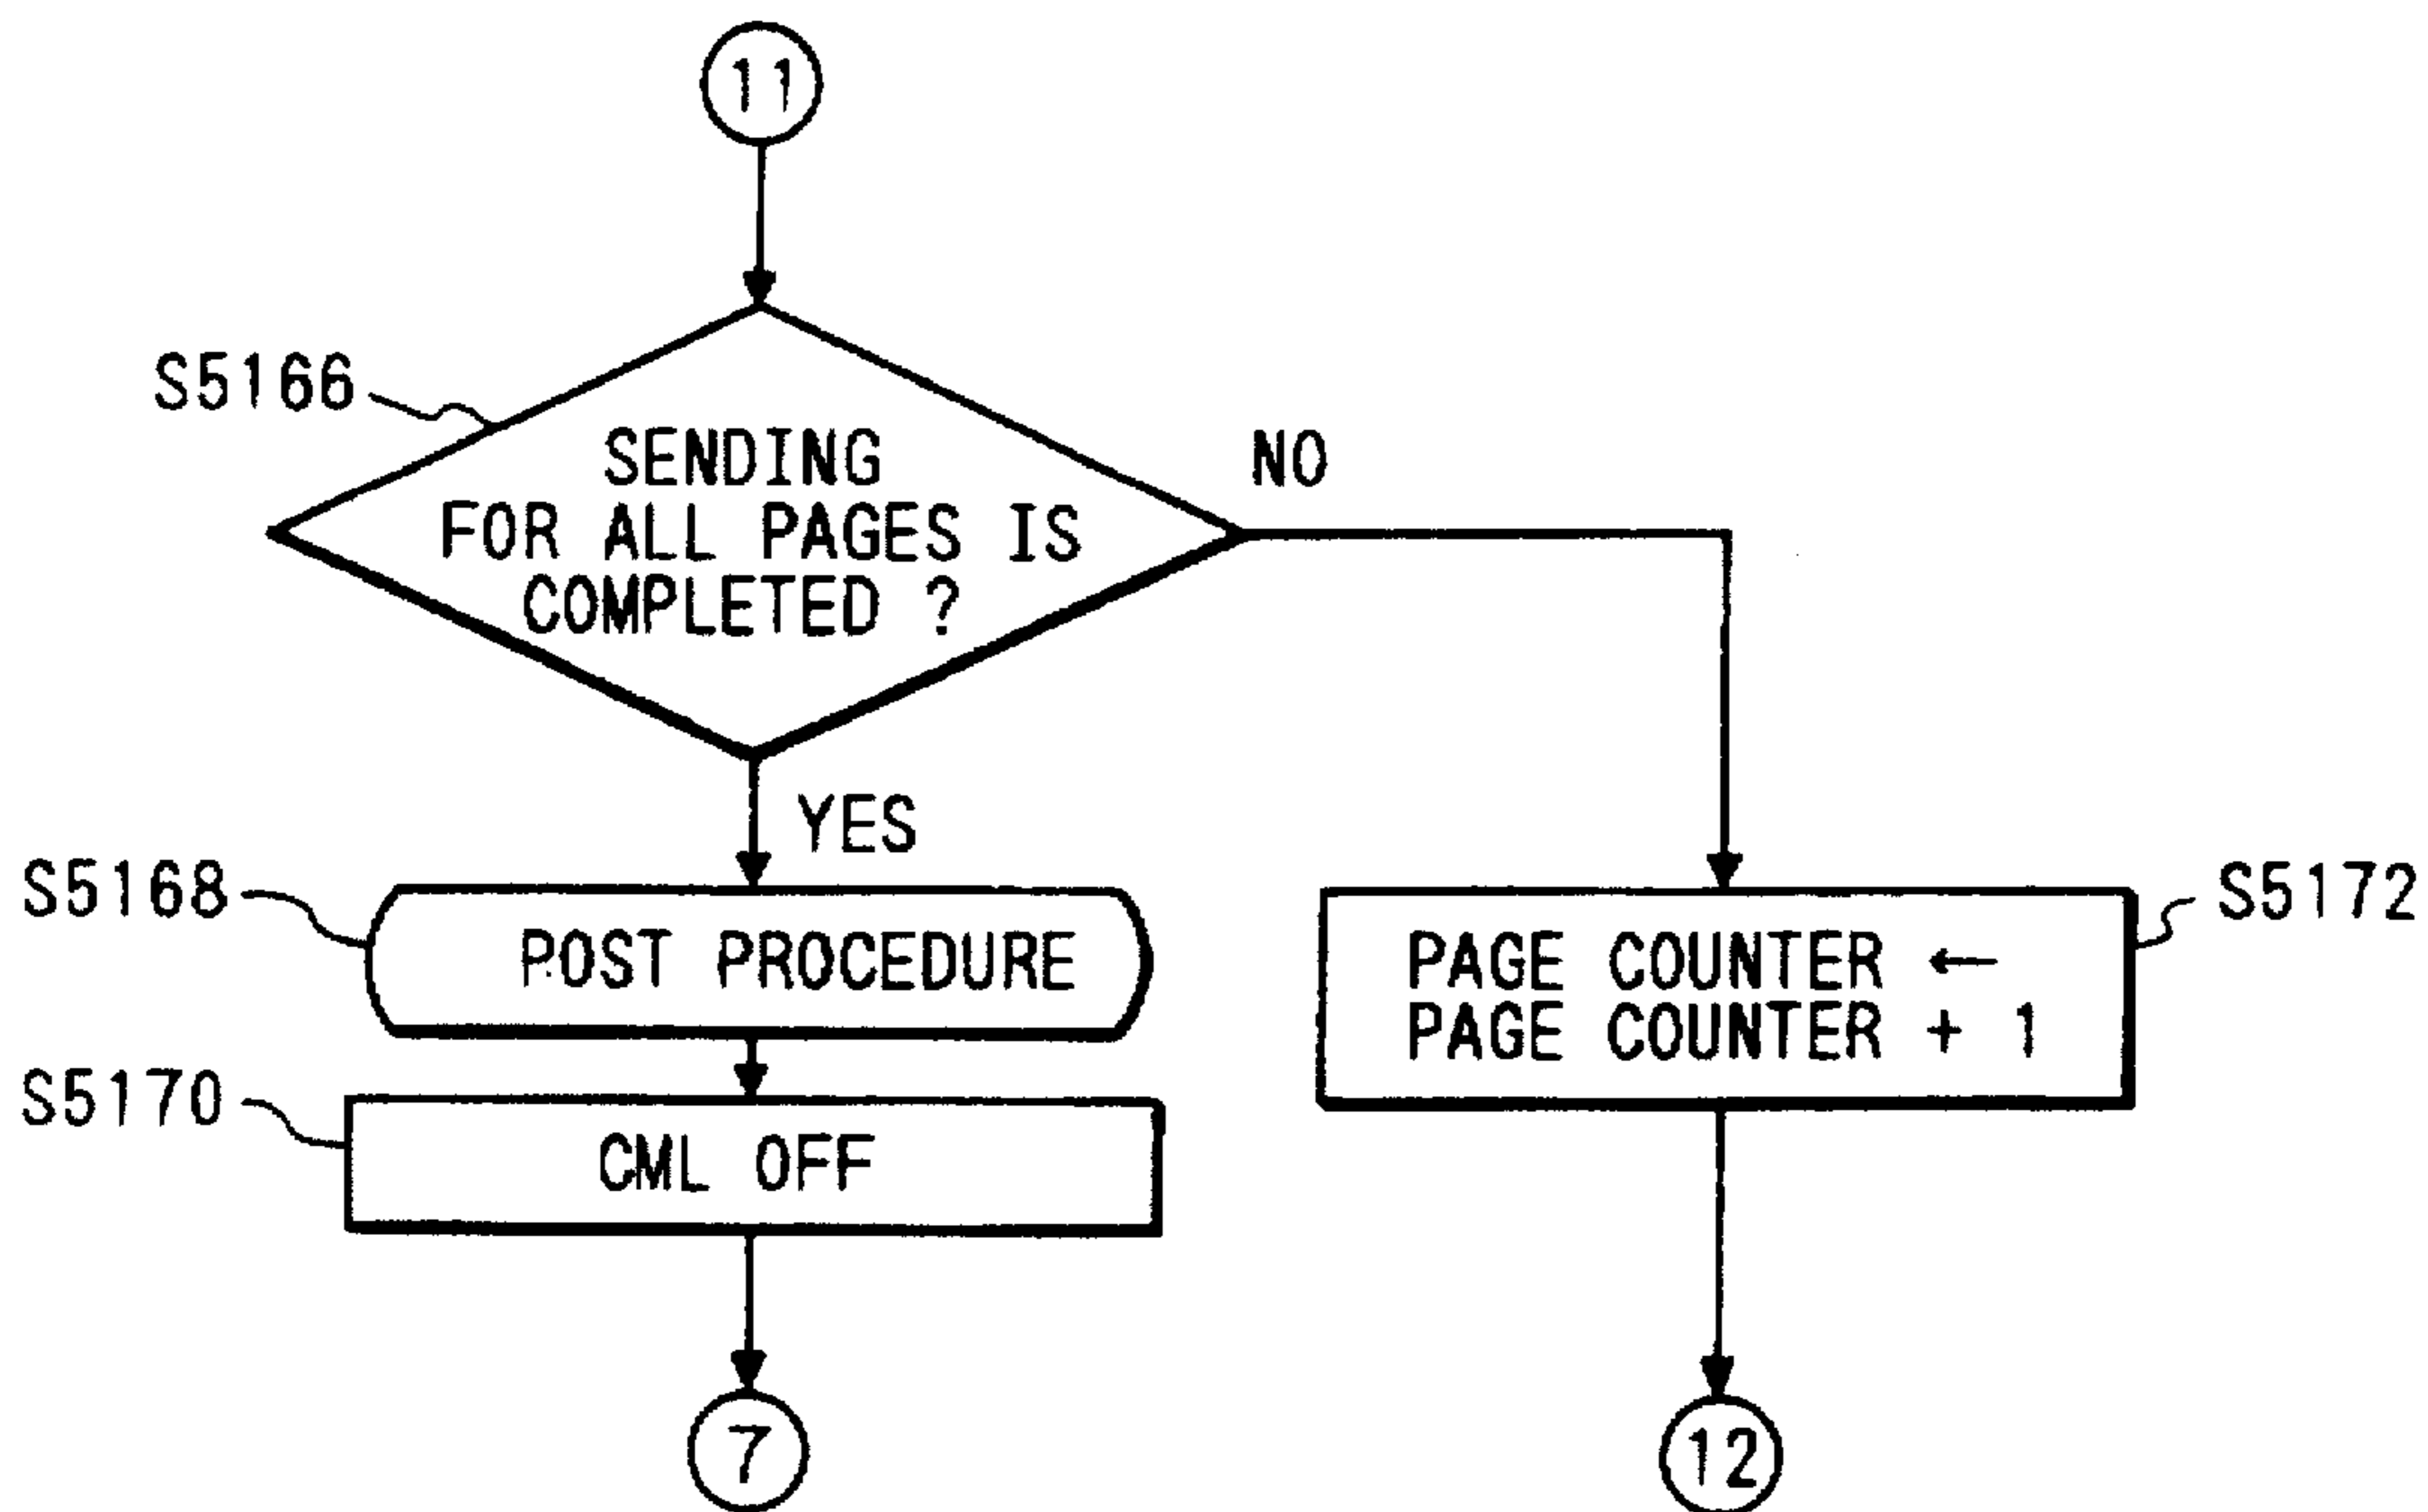 11
S5166
SENDING
FOR ALL PAGES IS
COMPLETED ?
NO
YES
S5168
POST PROCEDURE
S5172
PAGE COUNTER ←
PAGE COUNTER + 1
S5170
CML OFF
7
12